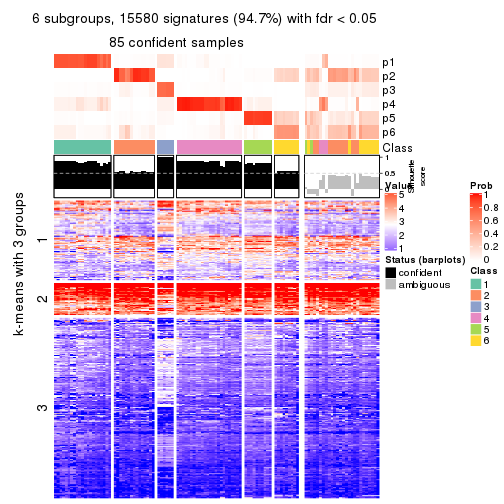 6 subgroups, 15580 signatures (94.7%) with fdr < 0.05
85 confident samples
p1
p2
p3
p4
p5
p6
Class
1
0.5
0
Silhouette
score
k-means with 3 groups
1
2
3
Value
5
4
3
2
1
Status (barplots)
confident
ambiguous
Prob
1
0.8
0.6
0.4
0.2
0
Class
1
2
3
4
5
6